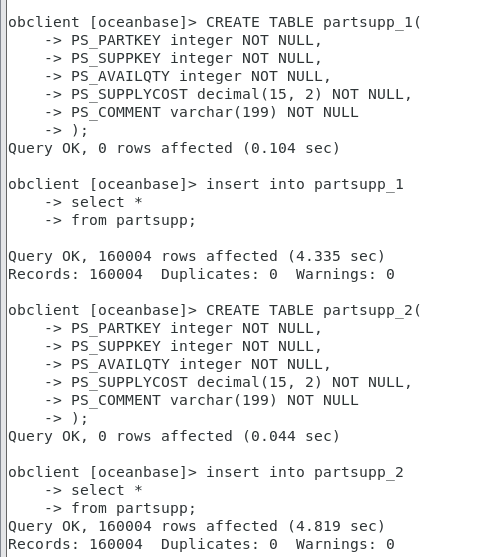 obclient [oceanbase]> CREATE TABLE partsupp_1(
    -> PS_PARTKEY integer NOT NULL,
    -> PS_SUPPKEY integer NOT NULL,
    -> PS_AVAILQTY integer NOT NULL,
    -> PS_SUPPLYCOST decimal(15, 2) NOT NULL,
    -> PS_COMMENT varchar(199) NOT NULL
    -> );
Query OK, 0 rows affected (0.104 sec)

obclient [oceanbase]> insert into partsupp_1
    -> select *
    -> from partsupp;

Query OK, 160004 rows affected (4.335 sec)
Records: 160004  Duplicates: 0  Warnings: 0

obclient [oceanbase]> CREATE TABLE partsupp_2(
    -> PS_PARTKEY integer NOT NULL,
    -> PS_SUPPKEY integer NOT NULL,
    -> PS_AVAILQTY integer NOT NULL,
    -> PS_SUPPLYCOST decimal(15, 2) NOT NULL,
    -> PS_COMMENT varchar(199) NOT NULL
    -> );
Query OK, 0 rows affected (0.044 sec)

obclient [oceanbase]> insert into partsupp_2
    -> select *
    -> from partsupp;
Query OK, 160004 rows affected (4.819 sec)
Records: 160004  Duplicates: 0  Warnings: 0